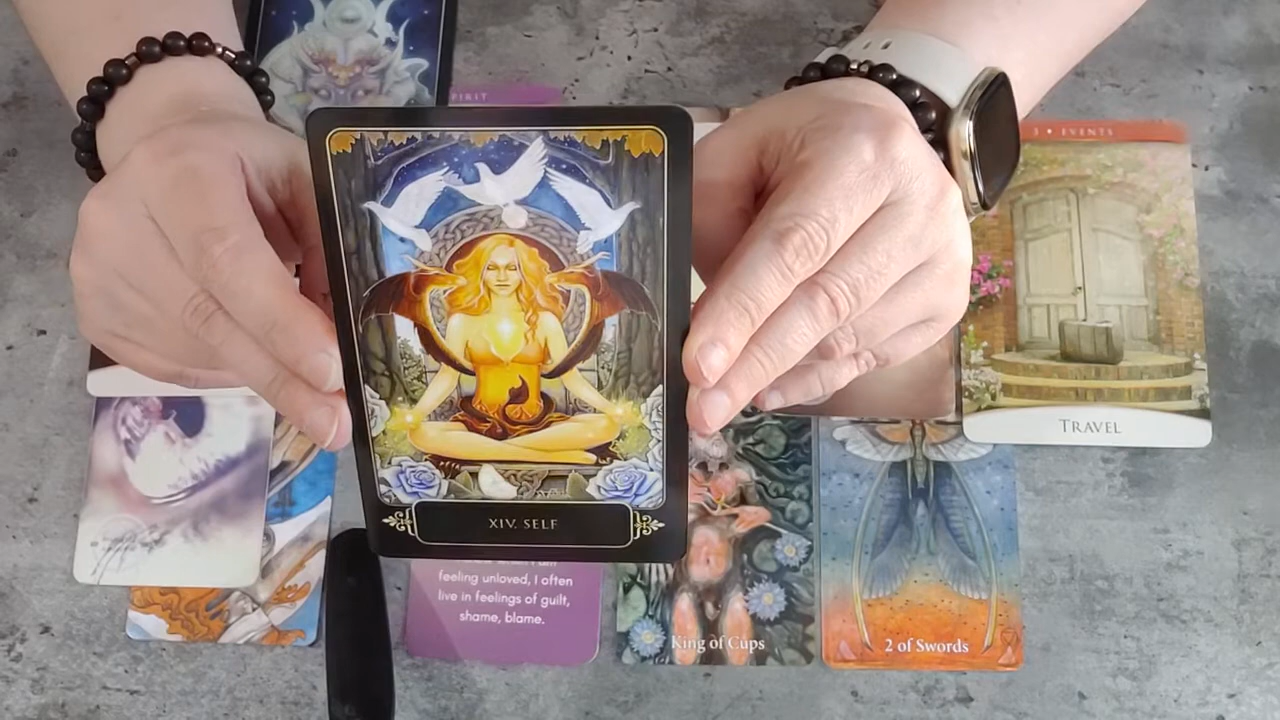 SPIRIT
3 • EVENTS
TRAVEL
XIV. SELF
feeling unloved, I often
live in feelings of guilt,
shame, blame.
King of Cups
2 of Swords